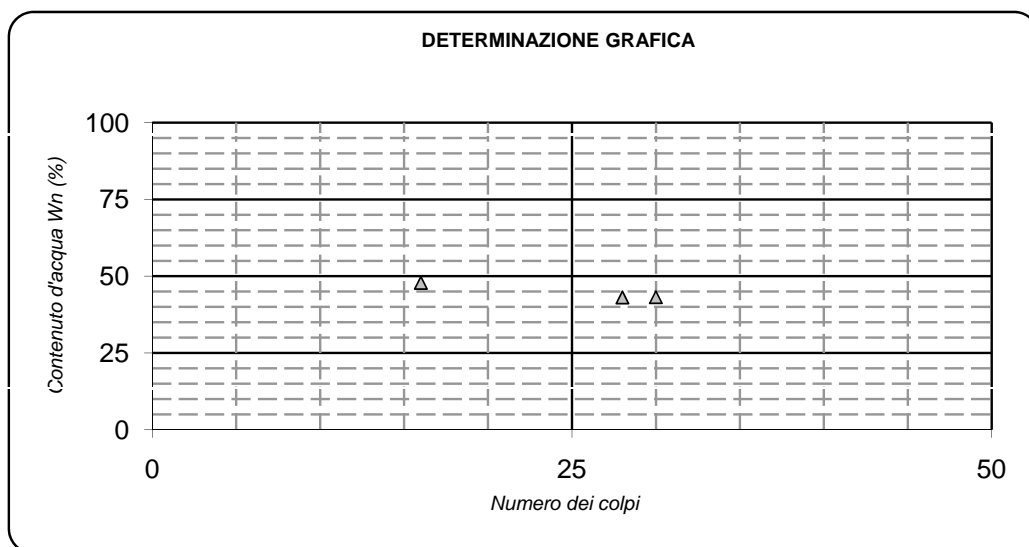 DETERMINAZIONE GRAFICA
Contenuto d'acqua Wn (%)
100
75
50
25
0
0
25
50
Numero dei colpi